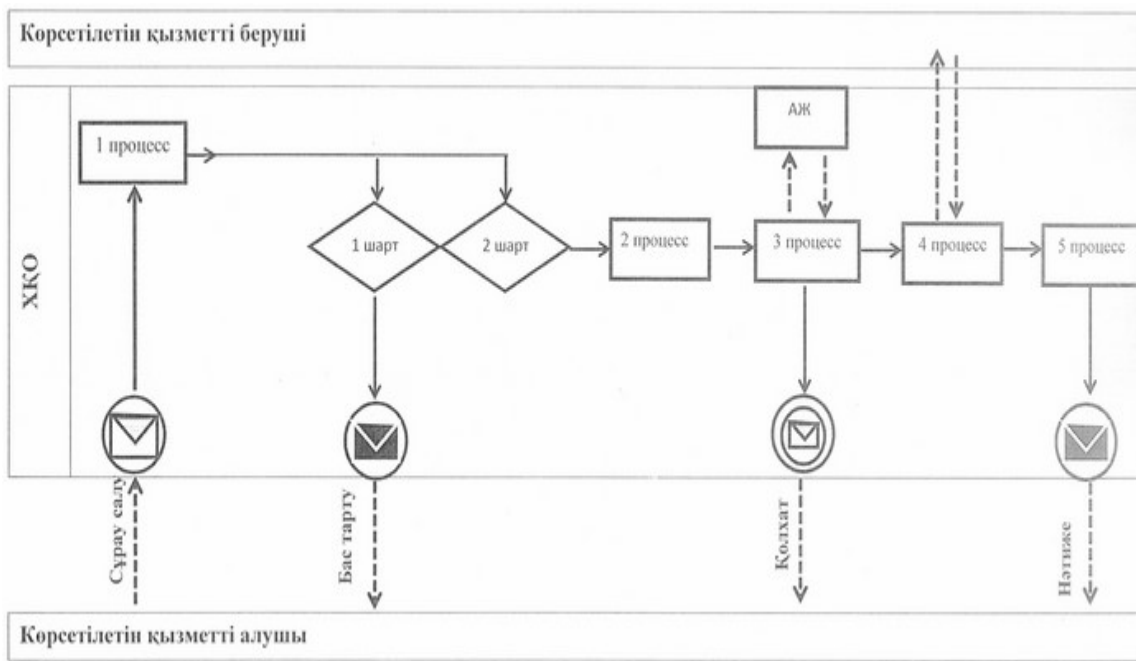 Көрсетілетін қызметті беруші
ХҚО
1 процесс
АЖ
1 шарт
2 шарт
2 процесс
3 процесс
4 процесс
5 процесс
Сұрау салу
Бас тарту
Қолхат
Нәтиже
Көрсетілетін қызметті алушы